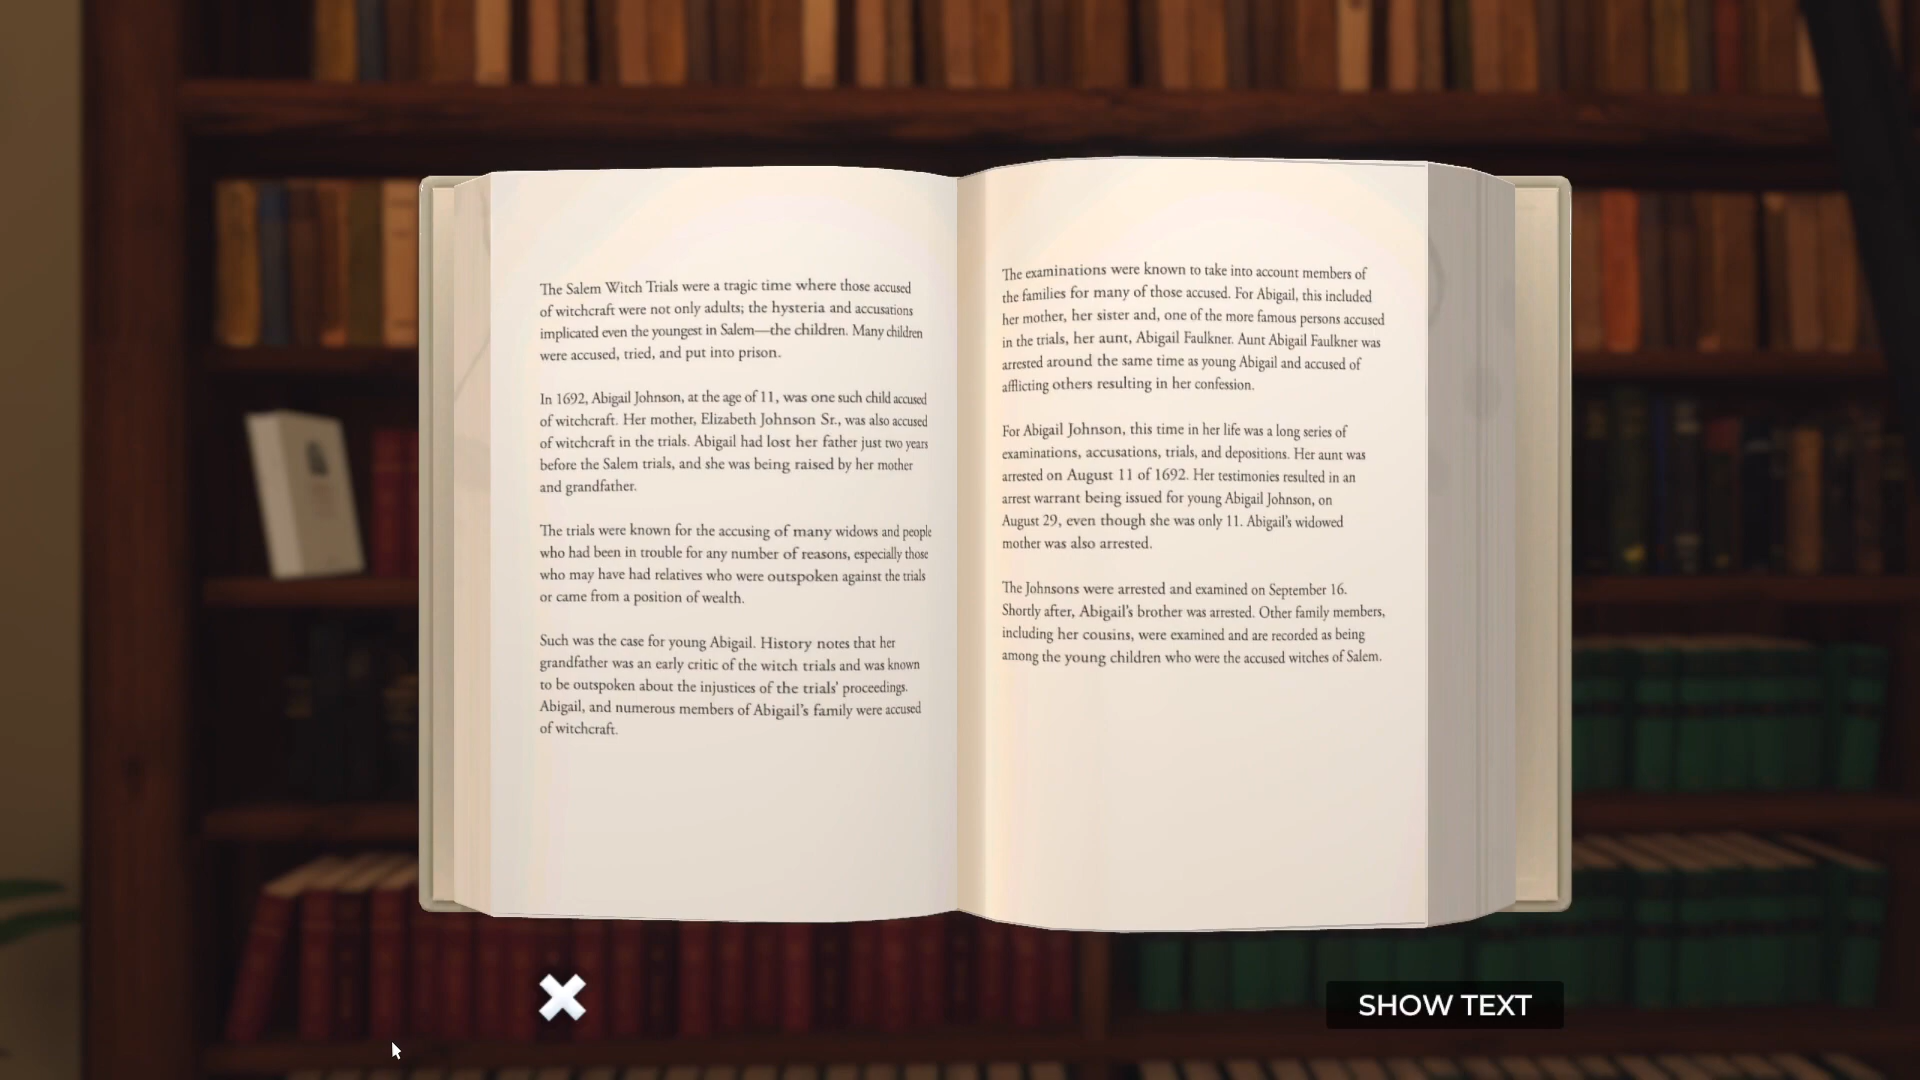 The Salem Witch Trials were a tragic time where those accused
of witchcraft were not only adults; the hysteria and accusations
implicated even the youngest in Salem—the children. Many children
were accused, tried, and put into prison.
In 1692, Abigail Johnson, at the age of 11, was one such child accused
of witchcraft. Her mother, Elizabeth Johnson Sr., was also accused
of witchcraft in the trials. Abigail had lost her father just two years
before the Salem trials, and she was being raised by her mother
and grandfather.
The trials were known for the accusing of many widows and people
who had been in trouble for any number of reasons, especially those
who may have had relatives who were outspoken against the trials
or came from a position of wealth.
Such was the case for young Abigail. History notes that her
grandfather was an early critic of the witch trials and was known
to be outspoken about the injustices of the trials’ proceedings.
Abigail, and numerous members of Abigail’s family were accused
of witchcraft.
The examinations were known to take into account members of
the families for many of those accused. For Abigail, this included
her mother, her sister and, one of the more famous persons accused
in the trials, her aunt, Abigail Faulkner. Aunt Abigail Faulkner was
arrested around the same time as young Abigail and accused of
afflicting others resulting in her confession.
For Abigail Johnson, this time in her life was a long series of
examinations, accusations, trials, and depositions. Her aunt was
arrested on August 11 of 1692. Her testimonies resulted in an
arrest warrant being issued for young Abigail Johnson, on
August 29, even though she was only 11. Abigail’s widowed
mother was also arrested.
The Johnsons were arrested and examined on September 16.
Shortly after, Abigail’s brother was arrested. Other family members,
including her cousins, were examined and are recorded as being
among the young children who were the accused witches of Salem.
SHOW TEXT